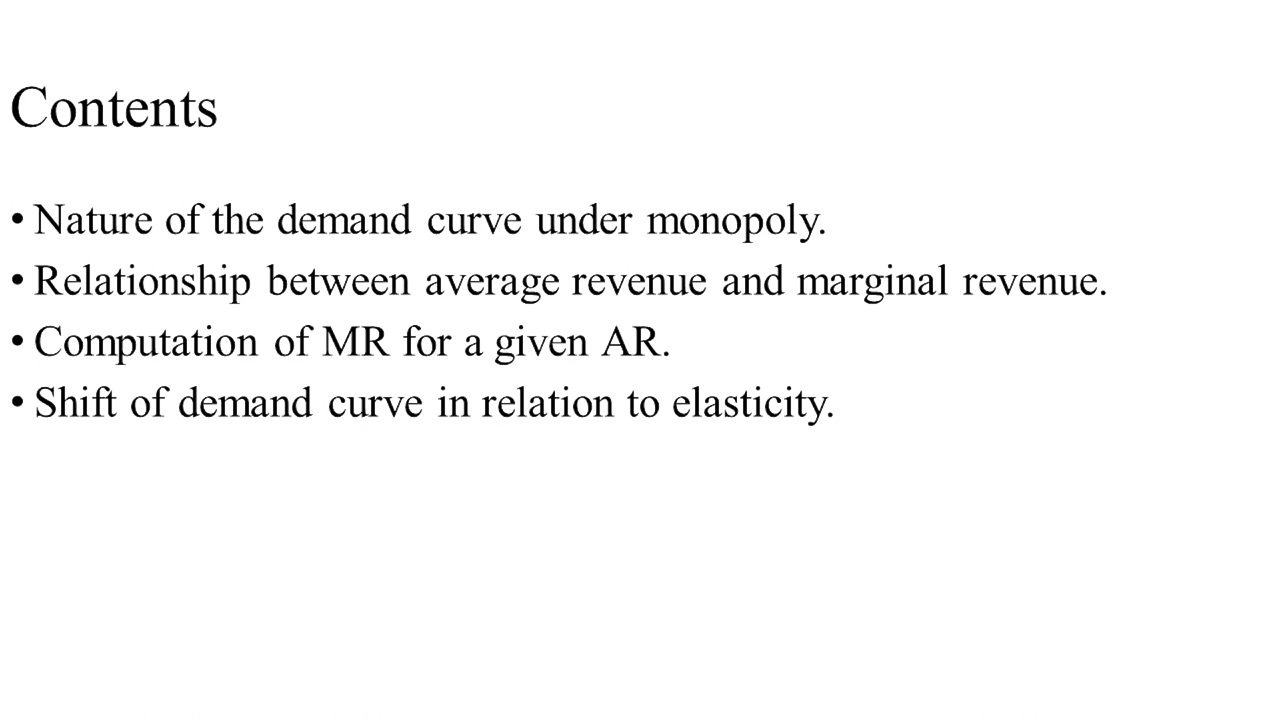 Contents
• Nature of the demand curve under monopoly.
• Relationship between average revenue and marginal revenue.
• Computation of MR for a given AR.
• Shift of demand curve in relation to elasticity.